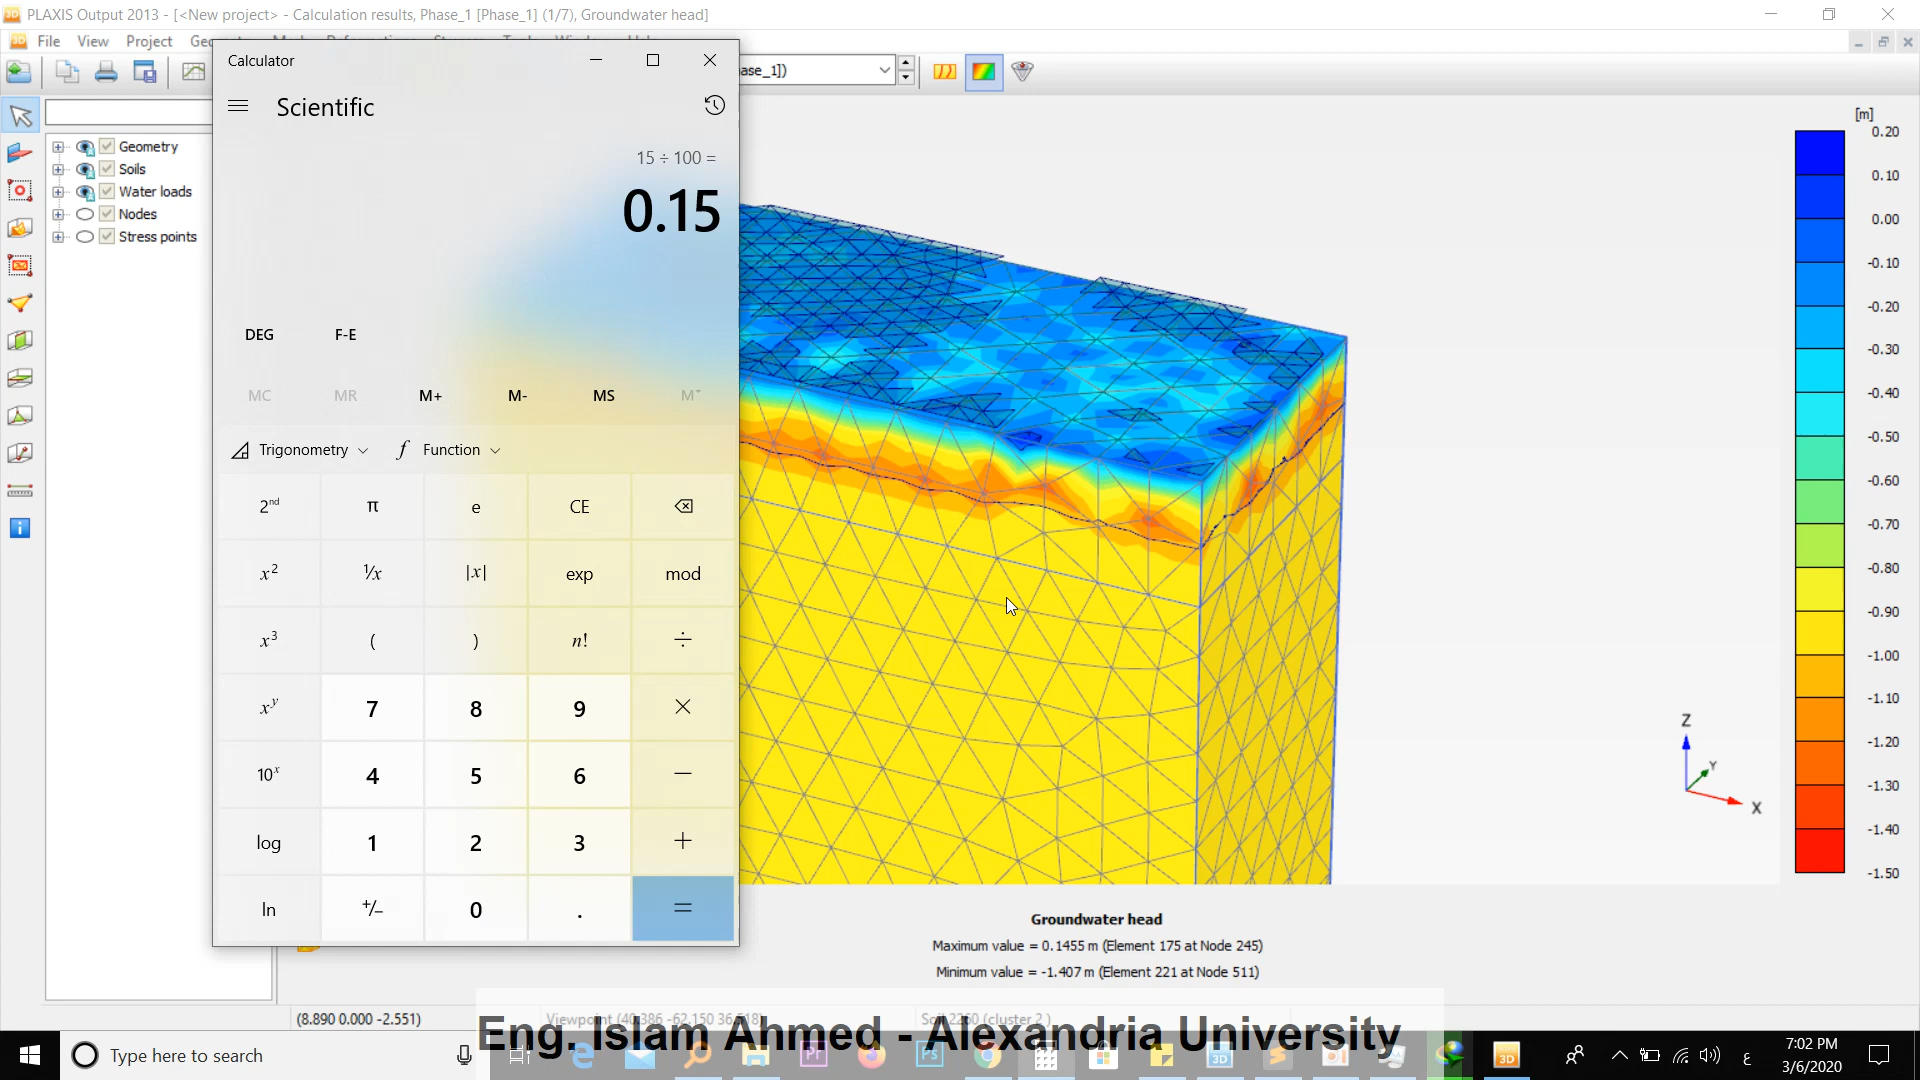 PLAXIS Output 2013 - [<New project> - Calculation results, Phase_1 [Phase_1] (1/7), Groundwater head]
File View Project
Calculator
ase_1])
Scientific
15 ÷ 100 =
0.15
DEG F-E
MC MR M+ M- MS M˅
Trigonometry f Function
2nd π e CE
x2 1/x |x| exp mod
x3 ( ) n! ÷
xy 7 8 9 ×
10x 4 5 6 −
log 1 2 3 +
ln +/− 0 . =
Geometry
Soils
Water loads
Nodes
Stress points
[m]
0.20
0.10
0.00
-0.10
-0.20
-0.30
-0.40
-0.50
-0.60
-0.70
-0.80
-0.90
-1.00
-1.10
-1.20
-1.30
-1.40
-1.50
Z
Y
X
Groundwater head
Maximum value = 0.1455 m (Element 175 at Node 245)
Minimum value = -1.407 m (Element 221 at Node 511)
(8.890 0.000 -2.551)
Eng. Islam Ahmed - Alexandria University
Type here to search
ع
7:02 PM
3/6/2020